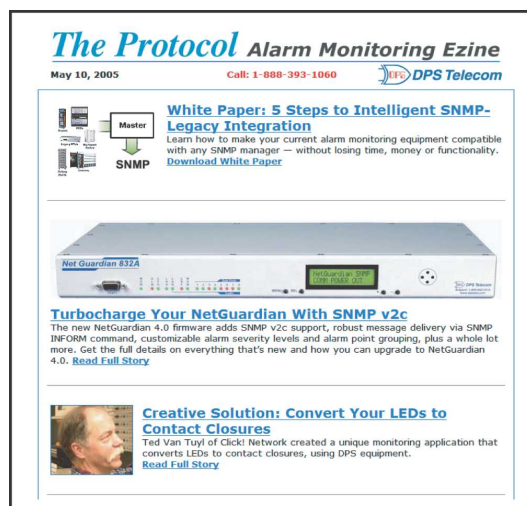 The Protocol Alarm Monitoring Ezine
May 10, 2005 Call: 1-888-393-1060 DPS Telecom
Master
SNMP
White Paper: 5 Steps to Intelligent SNMP-
Legacy Integration
Learn how to make your current alarm monitoring equipment compatible
with any SNMP manager — without losing time, money or functionality.
Download White Paper
Net Guardian 832A
NetGuardian SNMP
COMM POWER OUT
DPS Telecom
Turbocharge Your NetGuardian With SNMP v2c
The new NetGuardian 4.0 firmware adds SNMP v2c support, robust message delivery via SNMP
INFORM command, customizable alarm severity levels and alarm point grouping, plus a whole lot
more. Get the full details on everything that's new and how you can upgrade to NetGuardian
4.0. Read Full Story
Creative Solution: Convert Your LEDs to
Contact Closures
Ted Van Tuyl of Click! Network created a unique monitoring application that
converts LEDs to contact closures, using DPS equipment.
Read Full Story